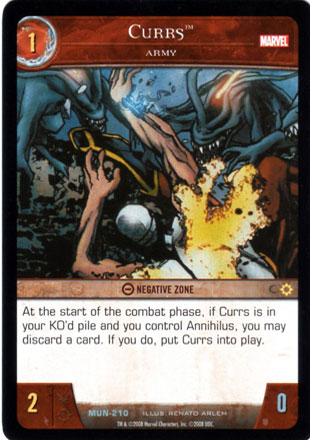 1
CURRS™
ARMY
MARVEL
NEGATIVE ZONE
C
At the start of the combat phase, if Currs is in
your KO'd pile and you control Annihilus, you may
discard a card. If you do, put Currs into play.
2
MUN-210
ILLUS: RENATO ARLEM
0
TM & ©2008 Marvel Characters, Inc. ©2008 UDC.